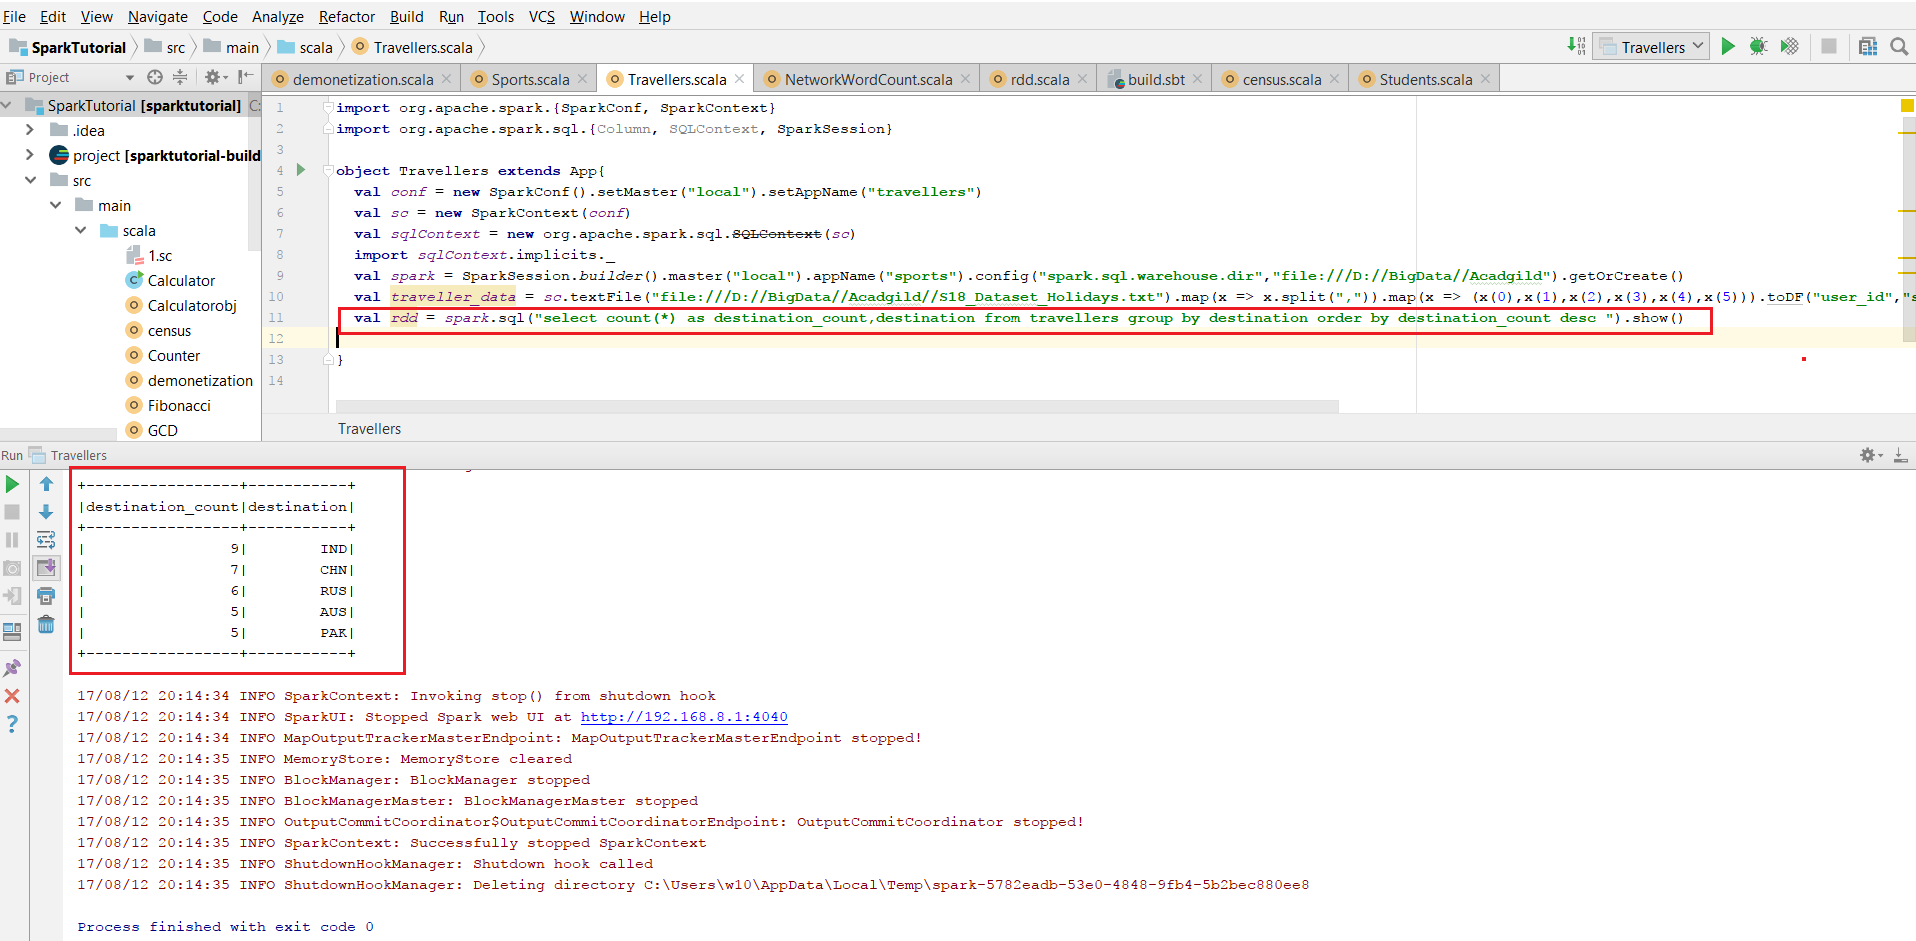 File Edit View Navigate Code Analyze Refactor Build Run Tools VCS Window Help
SparkTutorial src main scala Travellers.scala Travellers
Project demonetization.scala Sports.scala Travellers.scala NetworkWordCount.scala rdd.scala build.sbt census.scala Students.scala
SparkTutorial [sparktutorial] C:
.idea
project [sparktutorial-build
src
main
scala
1.sc
Calculator
Calculatorobj
census
Counter
demonetization
Fibonacci
GCD
1 import org.apache.spark.{SparkConf, SparkContext}
2 import org.apache.spark.sql.{Column, SQLContext, SparkSession}
3
4 object Travellers extends App{
5 val conf = new SparkConf().setMaster("local").setAppName("travellers")
6 val sc = new SparkContext(conf)
7 val sqlContext = new org.apache.spark.sql.SQLContext(sc)
8 import sqlContext.implicits._
9 val spark = SparkSession.builder().master("local").appName("sports").config("spark.sql.warehouse.dir","file:///D://BigData//Acadgild").getOrCreate()
10 val traveller_data = sc.textFile("file:///D://BigData//Acadgild//S18_Dataset_Holidays.txt").map(x => x.split(",")).map(x => (x(0),x(1),x(2),x(3),x(4),x(5))).toDF("user_id","s
11 val rdd = spark.sql("select count(*) as destination_count,destination from travellers group by destination order by destination_count desc ").show()
12
13 }
14
Travellers
Run Travellers
+-----------------+-----------+
|destination_count|destination|
+-----------------+-----------+
| 9| IND|
| 7| CHN|
| 6| RUS|
| 5| AUS|
| 5| PAK|
+-----------------+-----------+
17/08/12 20:14:34 INFO SparkContext: Invoking stop() from shutdown hook
17/08/12 20:14:34 INFO SparkUI: Stopped Spark web UI at http://192.168.8.1:4040
17/08/12 20:14:34 INFO MapOutputTrackerMasterEndpoint: MapOutputTrackerMasterEndpoint stopped!
17/08/12 20:14:35 INFO MemoryStore: MemoryStore cleared
17/08/12 20:14:35 INFO BlockManager: BlockManager stopped
17/08/12 20:14:35 INFO BlockManagerMaster: BlockManagerMaster stopped
17/08/12 20:14:35 INFO OutputCommitCoordinator$OutputCommitCoordinatorEndpoint: OutputCommitCoordinator stopped!
17/08/12 20:14:35 INFO SparkContext: Successfully stopped SparkContext
17/08/12 20:14:35 INFO ShutdownHookManager: Shutdown hook called
17/08/12 20:14:35 INFO ShutdownHookManager: Deleting directory C:\Users\w10\AppData\Local\Temp\spark-5782eadb-53e0-4848-9fb4-5b2bec880ee8
Process finished with exit code 0